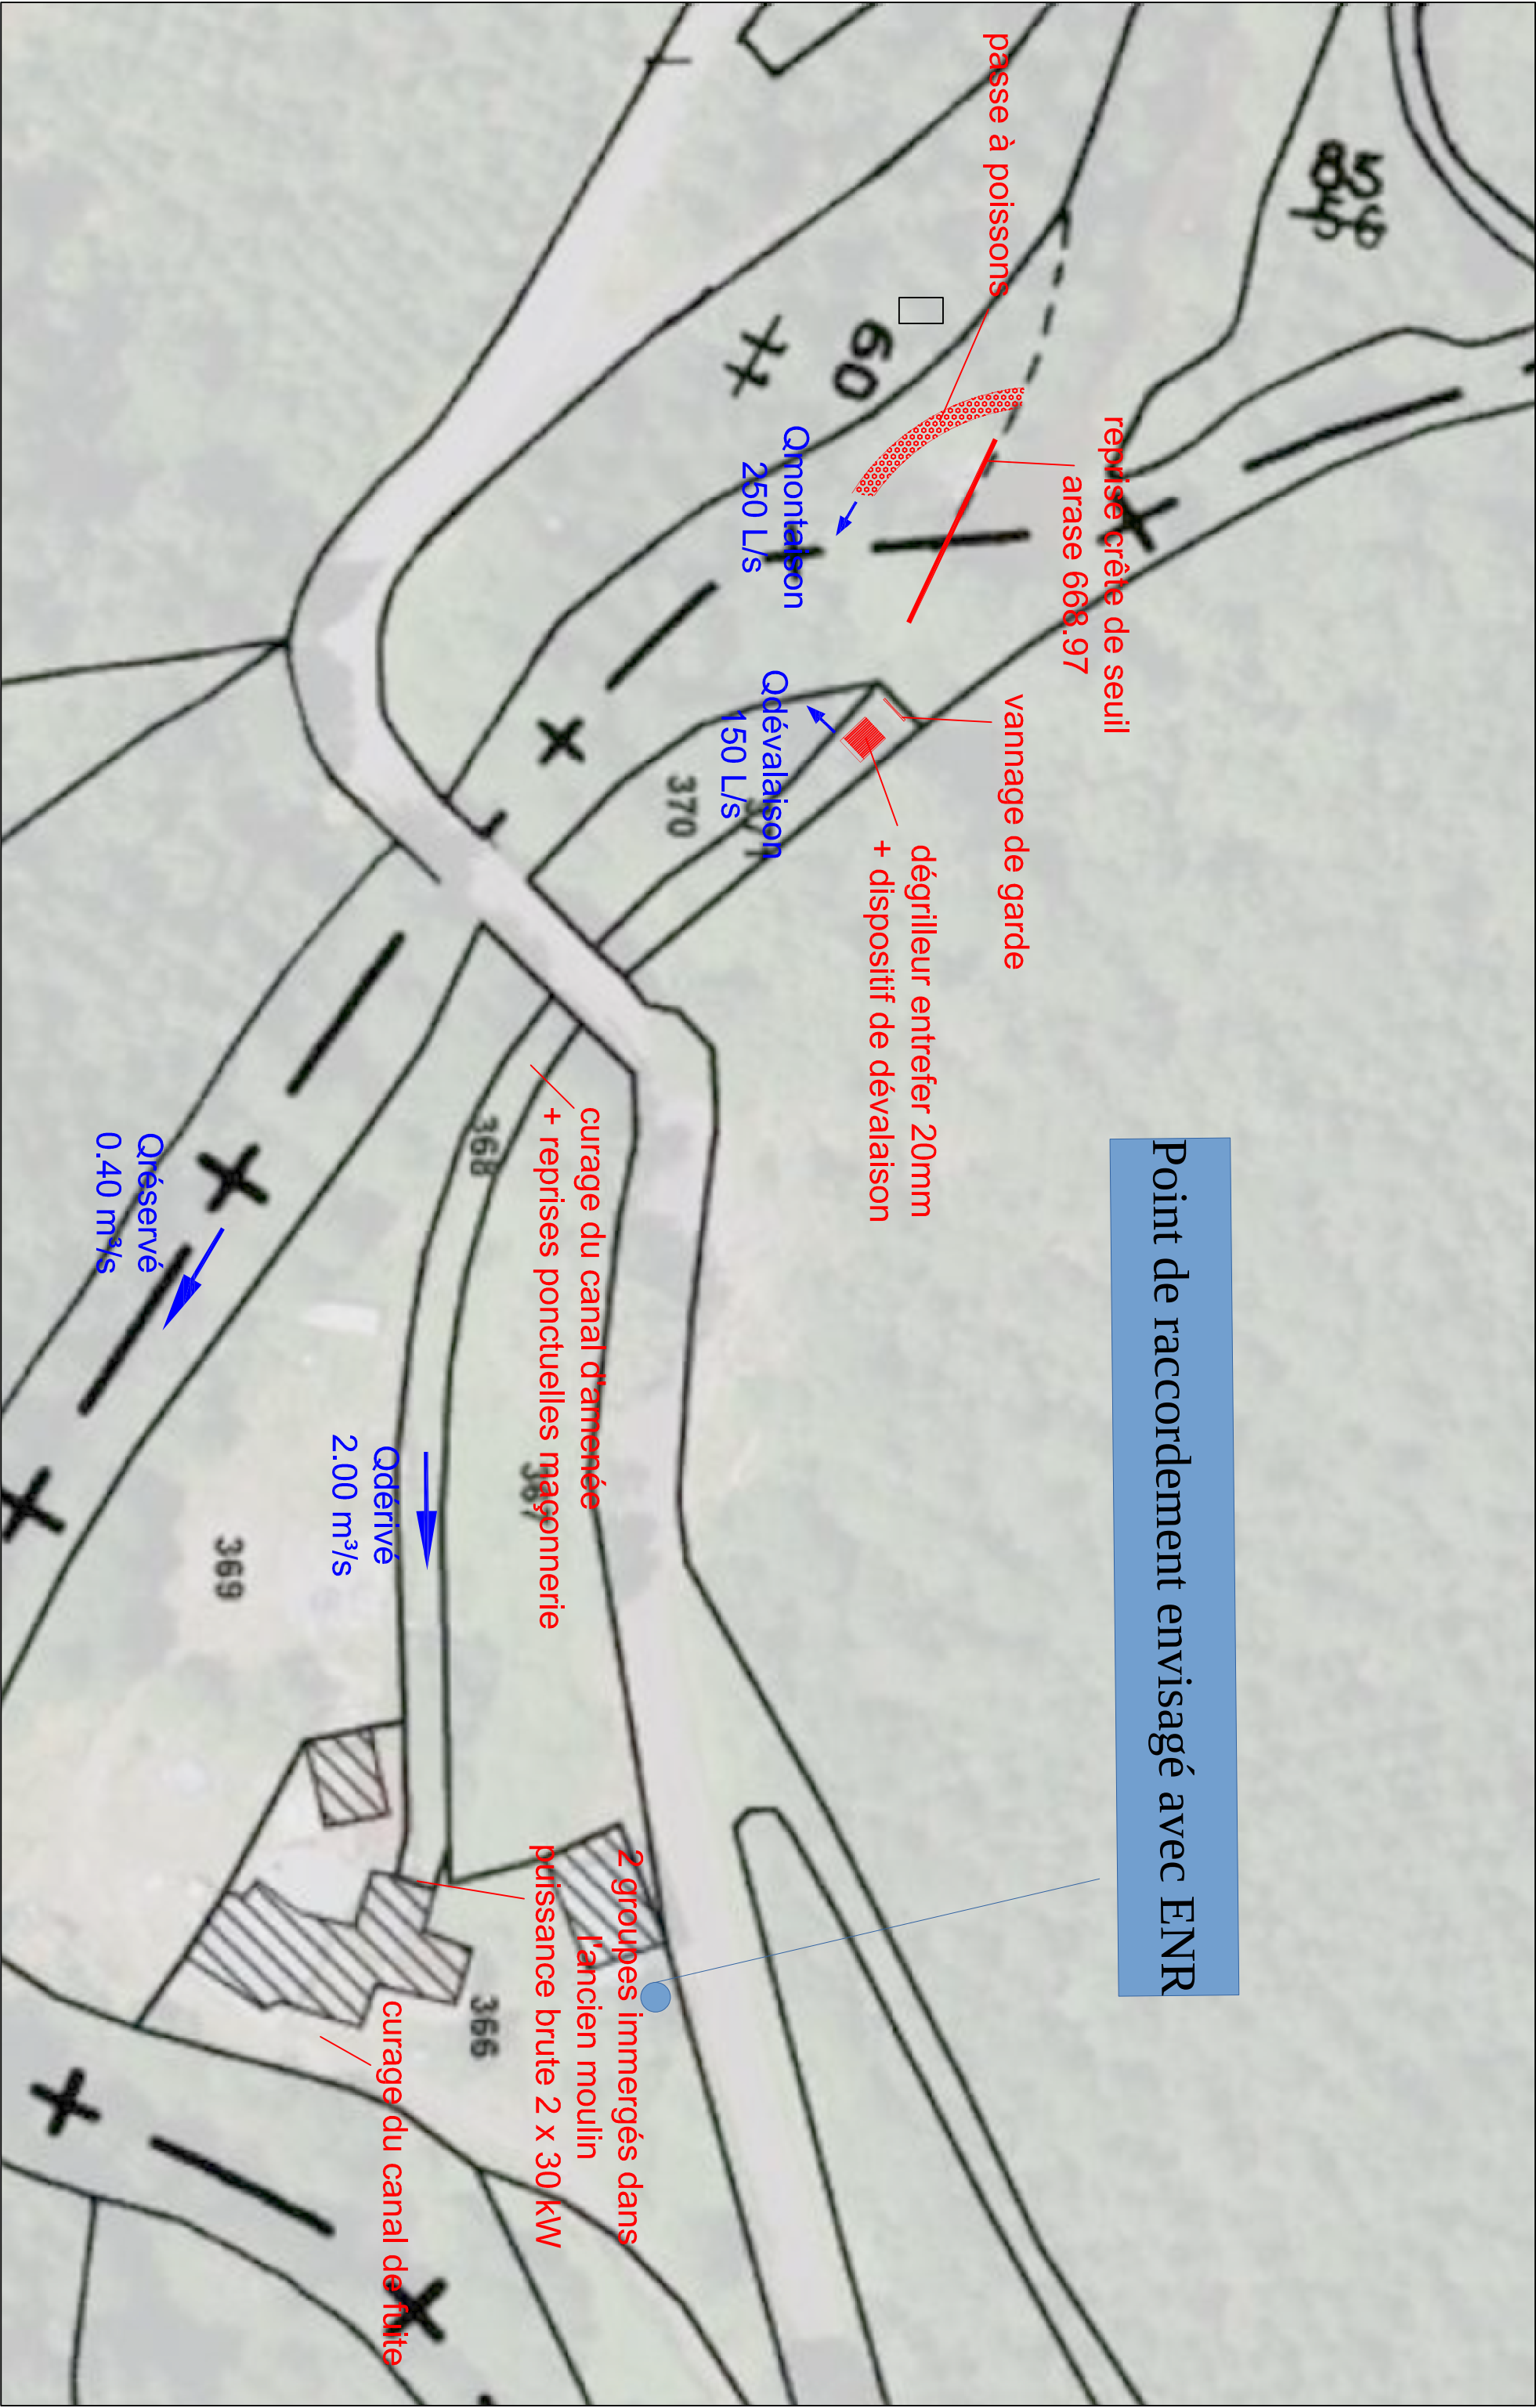 Point de raccordement envisagé avec ENR
85
56
reprise crête de seuil
arase 668.97
passe à poissons
vannage de garde
60
dégrilleur entrefer 20mm
+ dispositif de dévalaison
Qmontaison
250 L/s
Qdévalaison
150 L/s
370
371
curage du canal d'amenée
+ reprises ponctuelles maçonnerie
368
367
2 groupes immergés dans
l'ancien moulin
puissance brute 2 x 30 kW
366
Qdérivé
2.00 m³/s
curage du canal de fuite
369
Qréservé
0.40 m³/s